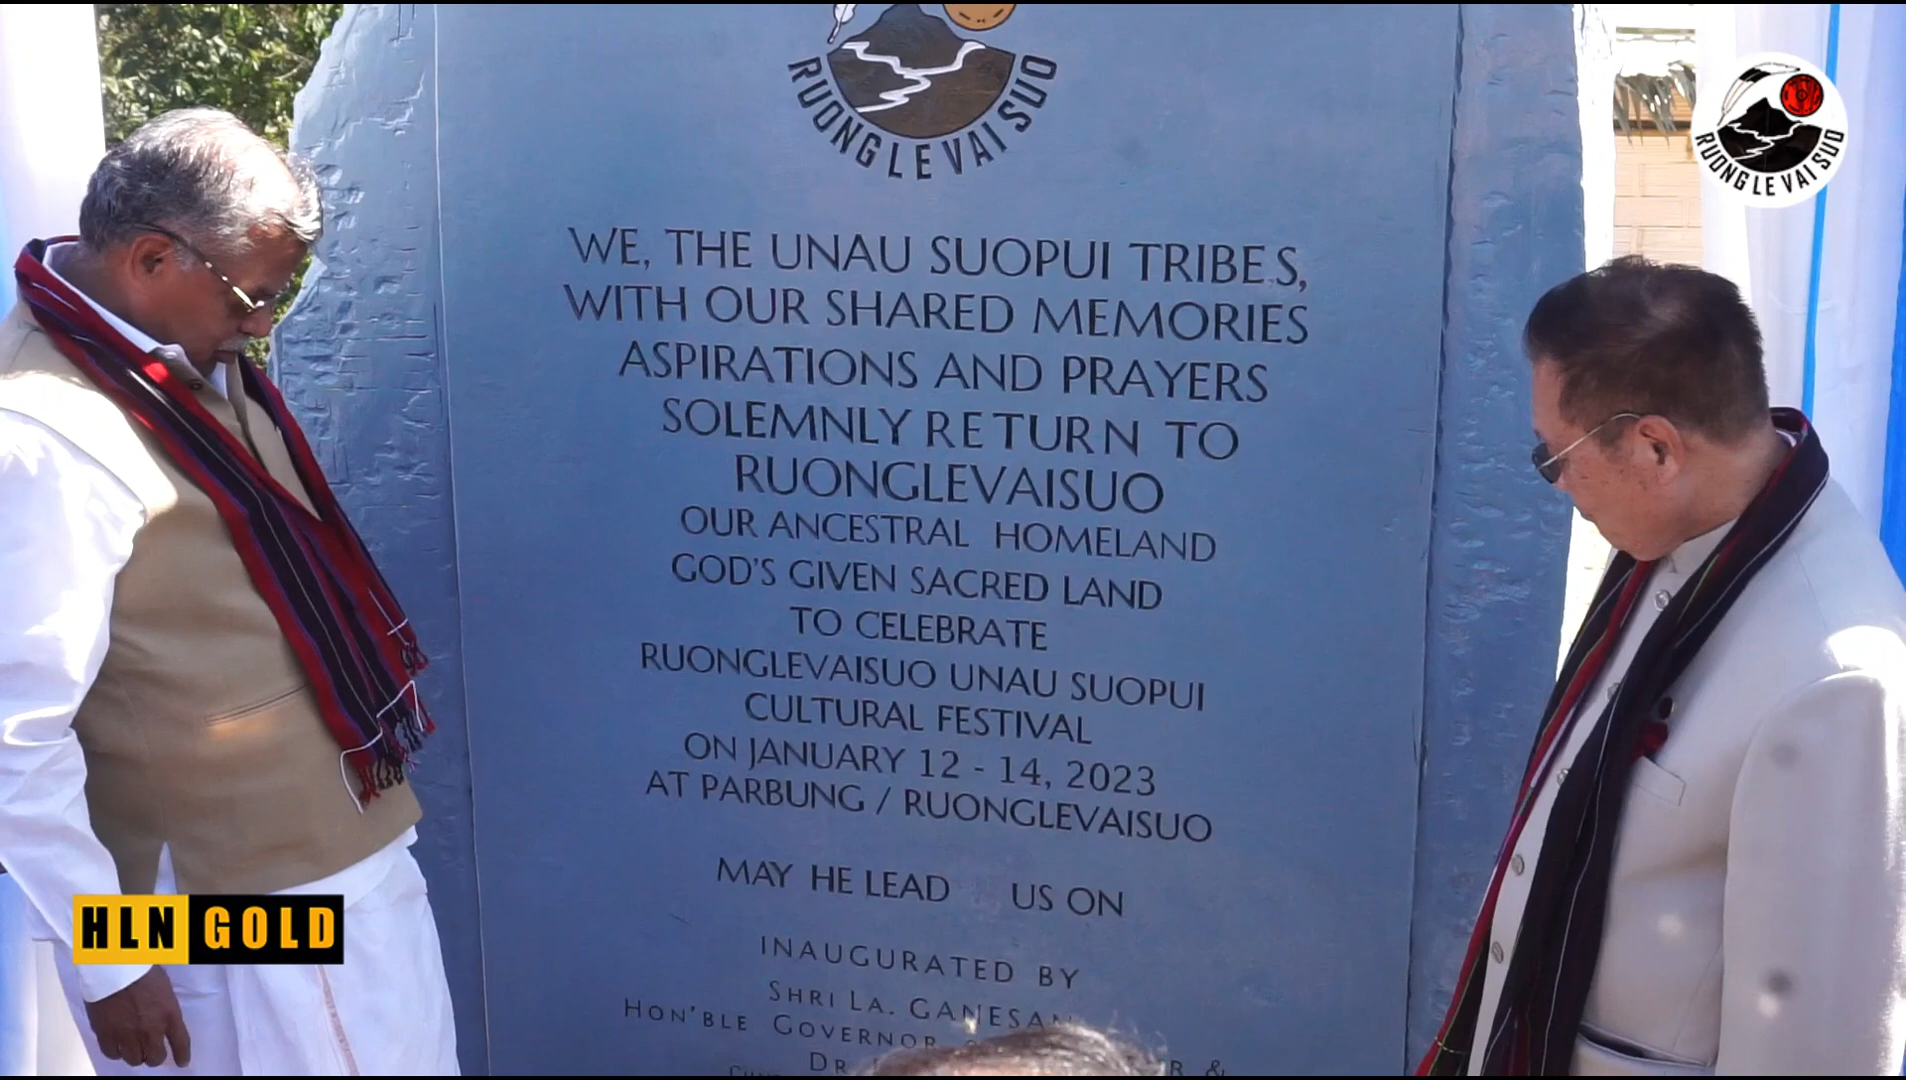 RUONGLEVAISUO
RUONGLEVAISUO
WE, THE UNAU SUOPUI TRIBES,
WITH OUR SHARED MEMORIES
ASPIRATIONS AND PRAYERS
SOLEMNLY RETURN TO
RUONGLEVAISUO
OUR ANCESTRAL HOMELAND
GOD'S GIVEN SACRED LAND
TO CELEBRATE
RUONGLEVAISUO UNAU SUOPUI
CULTURAL FESTIVAL
ON JANUARY 12 - 14, 2023
AT PARBUNG / RUONGLEVAISUO
MAY HE LEAD US ON
INAUGURATED BY
SHRI LA. GANESAN
HON'BLE GOVERNOR
DR &
HLN GOLD